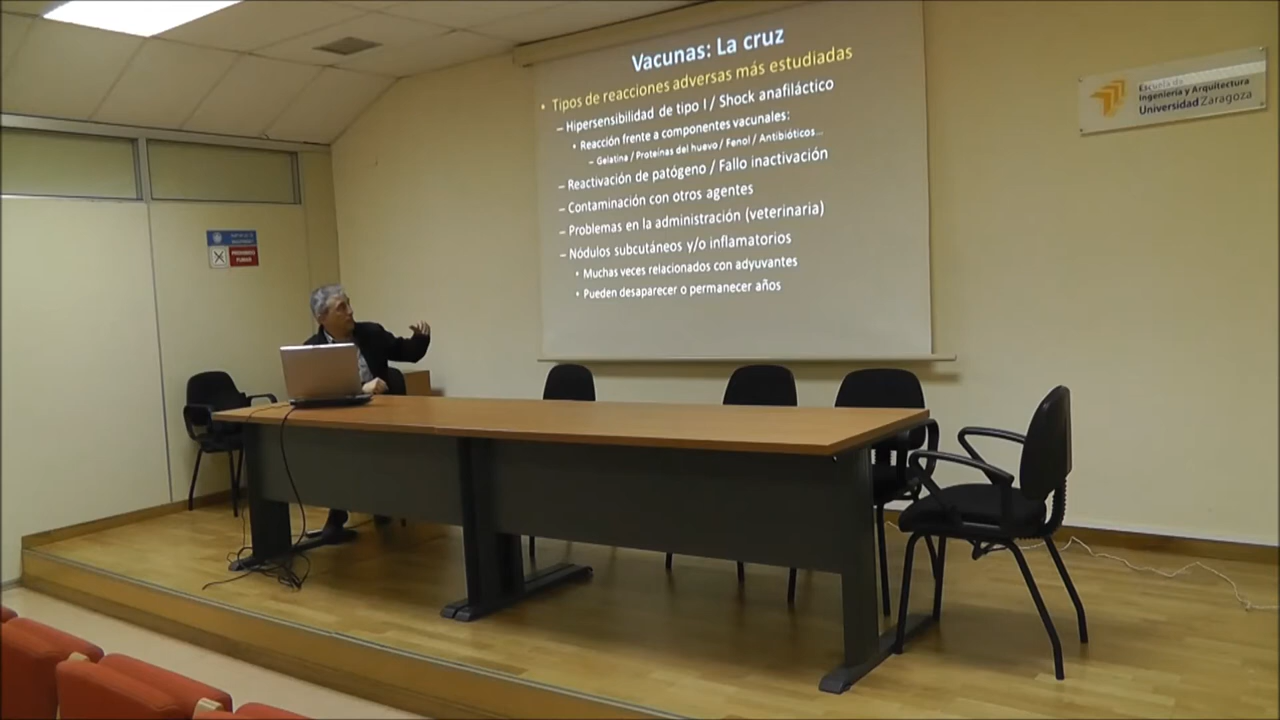 Vacunas: La cruz
• Tipos de reacciones adversas más estudiadas
– Hipersensibilidad de tipo I / Shock anafiláctico
• Reacción frente a componentes vacunales:
– Gelatina / Proteínas del huevo / Fenol / Antibióticos...
– Reactivación de patógeno / Fallo inactivación
– Contaminación con otros agentes
– Problemas en la administración (veterinaria)
– Nódulos subcutáneos y/o inflamatorios
• Muchas veces relacionados con adyuvantes
• Pueden desaparecer o permanecer años
Escuela de
Ingeniería y Arquitectura
Universidad Zaragoza